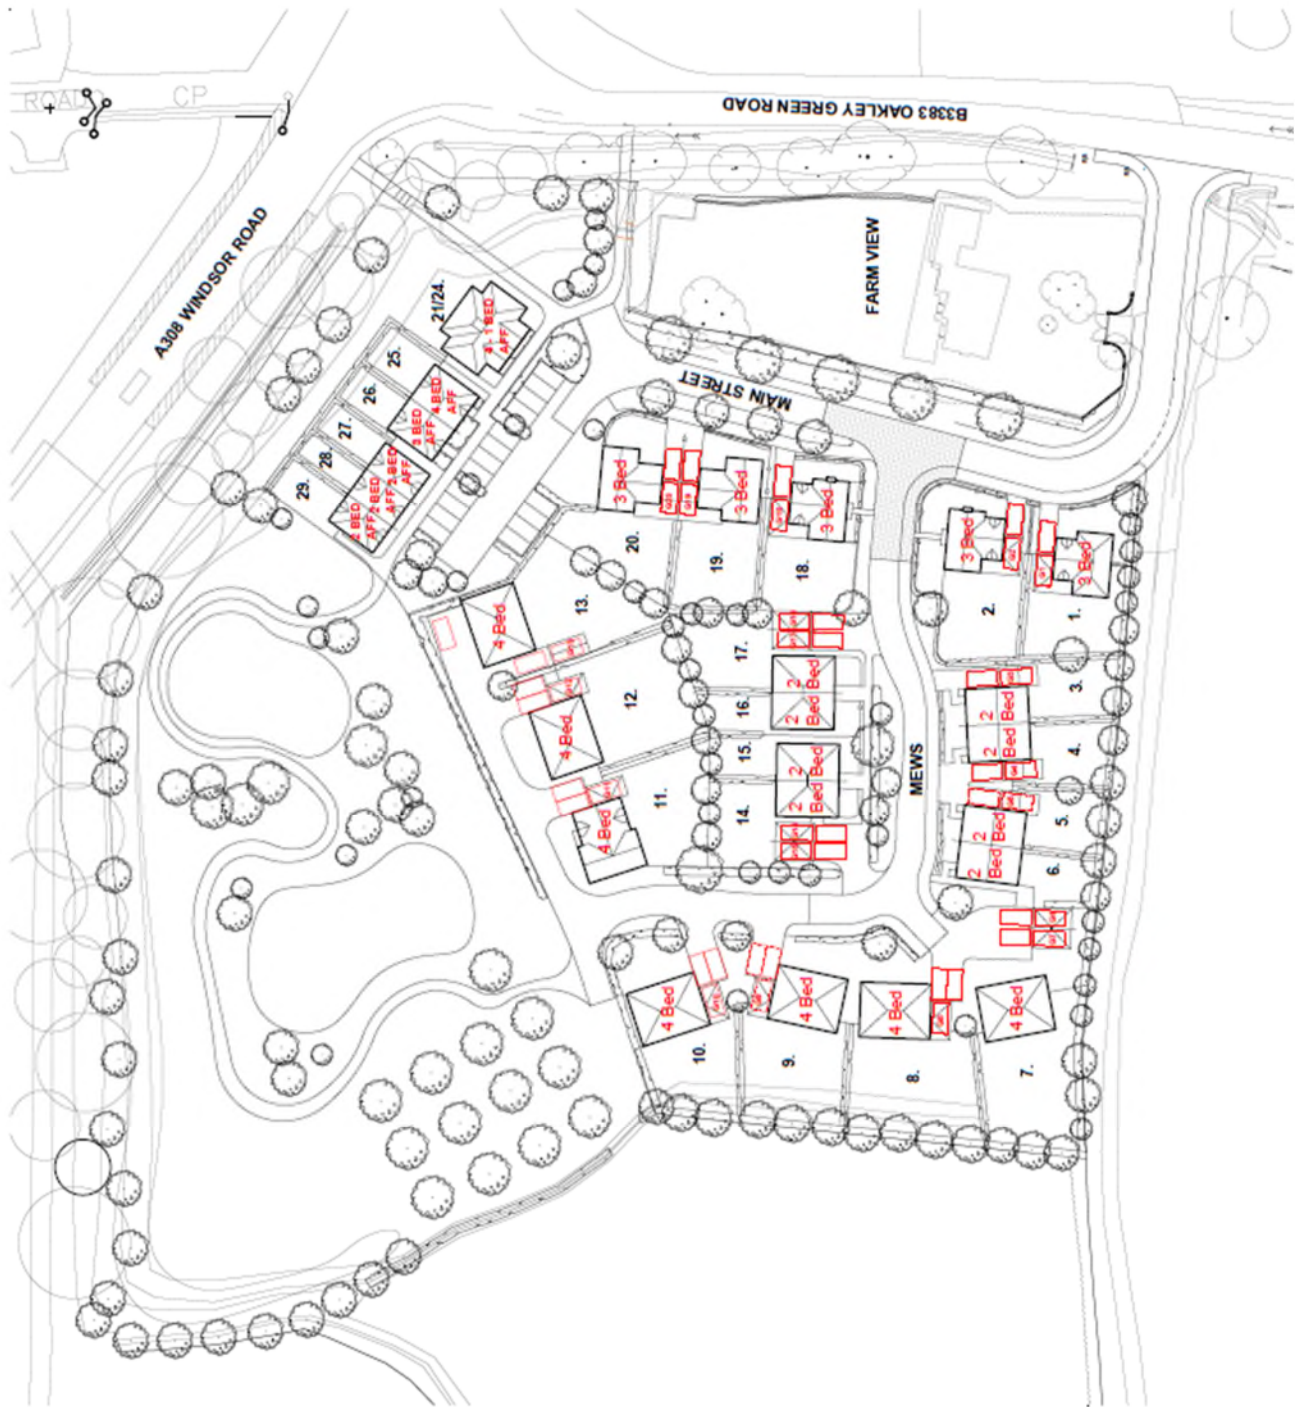 ROAD
CP
B3383 OAKLEY GREEN ROAD
A308 WINDSOR ROAD
FARM VIEW
MAIN STREET
MEWS
21/24.
4 - 1 BED
AFF
25.
26.
27.
28.
29.
4 BED
AFF
3 BED
AFF
2 BED
AFF
2 BED
AFF
2 BED
AFF
3 Bed
20.
3 Bed
19.
3 Bed
18.
3 Bed
2.
3 Bed
1.
4 Bed
13.
4 Bed
12.
4 Bed
11.
17.
16.
2 2
Bed Bed
15.
14.
2 2
Bed Bed
3.
4.
2 2
Bed Bed
5.
6.
2 2
Bed Bed
4 Bed
10.
4 Bed
9.
4 Bed
8.
4 Bed
7.